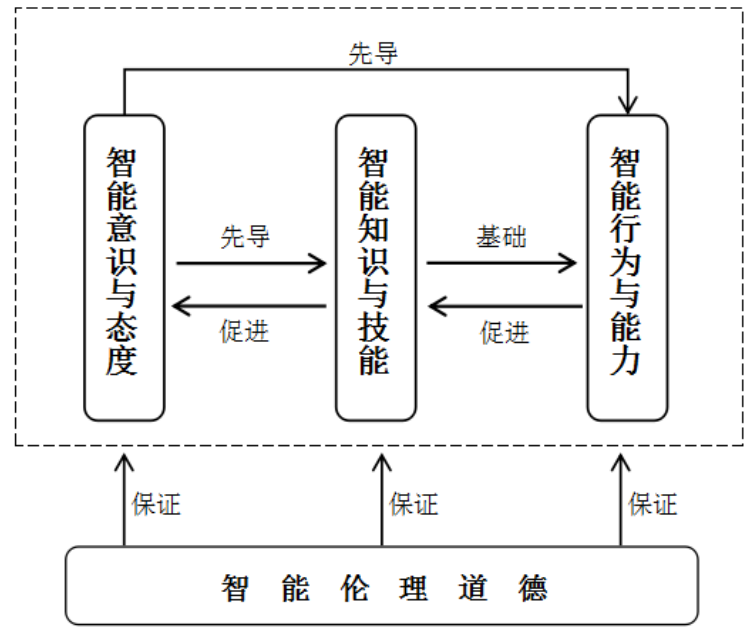 先导
智能意识与态度
先导
促进
智能知识与技能
基础
促进
智能行为与能力
保证
保证
保证
智能伦理道德